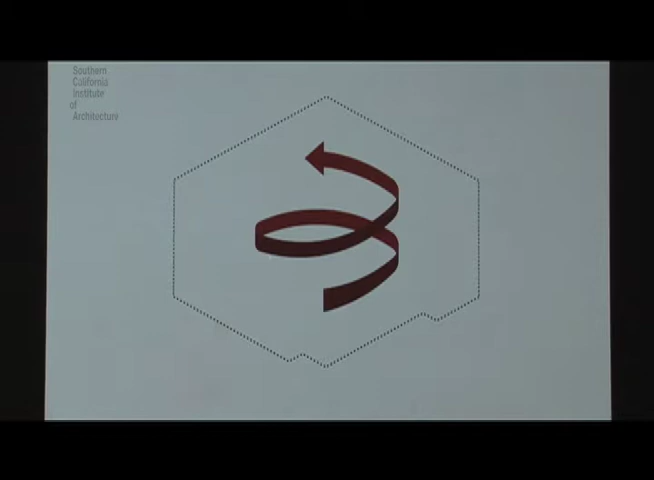 Southern
California
Institute
of
Architecture